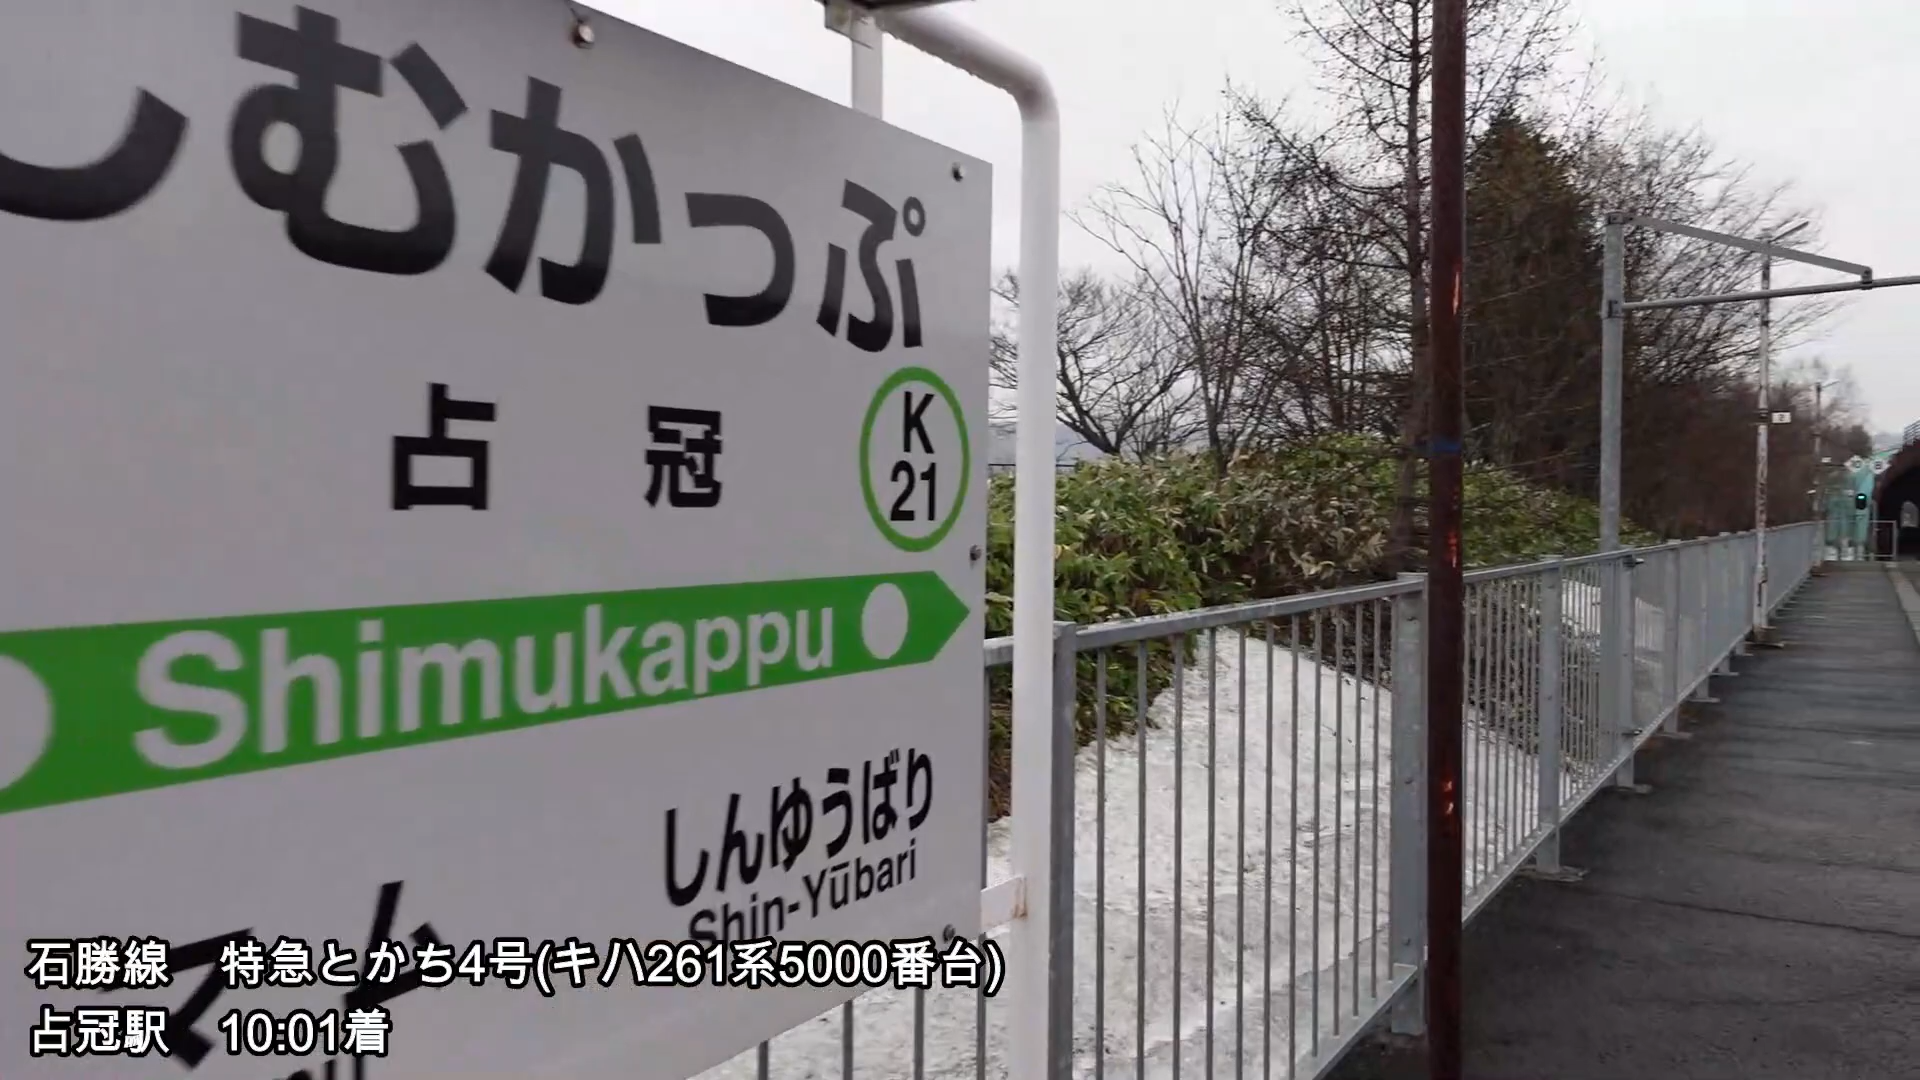 しむかっぷ
占冠
K
21
Shimukappu
しんゆうばり
Shin-Yūbari
マム
石勝線 特急とかち4号(キハ261系5000番台)
占冠駅 10:01着